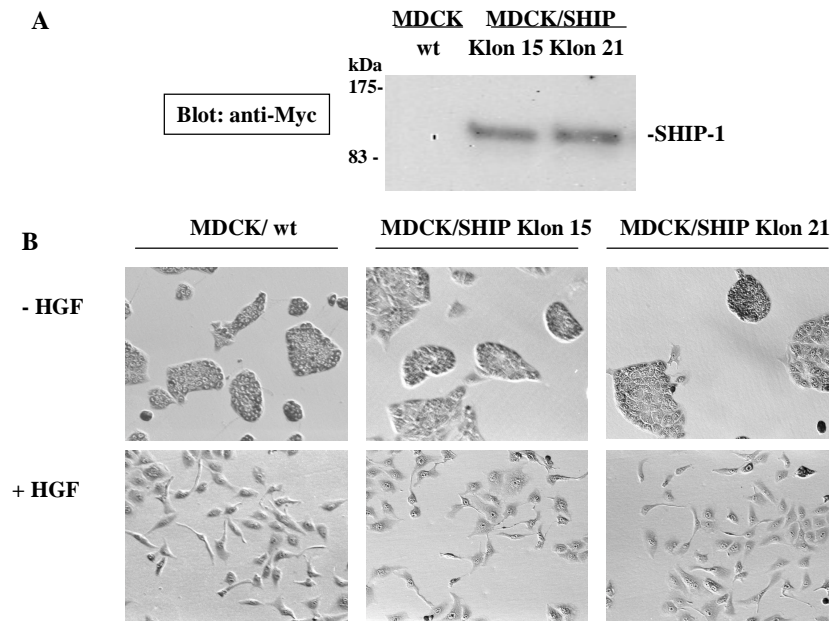 A
MDCK MDCK/SHIP
wt Klon 15 Klon 21
kDa
175-
Blot: anti-Myc
-SHIP-1
83 -
B
MDCK/ wt MDCK/SHIP Klon 15 MDCK/SHIP Klon 21
- HGF
+ HGF